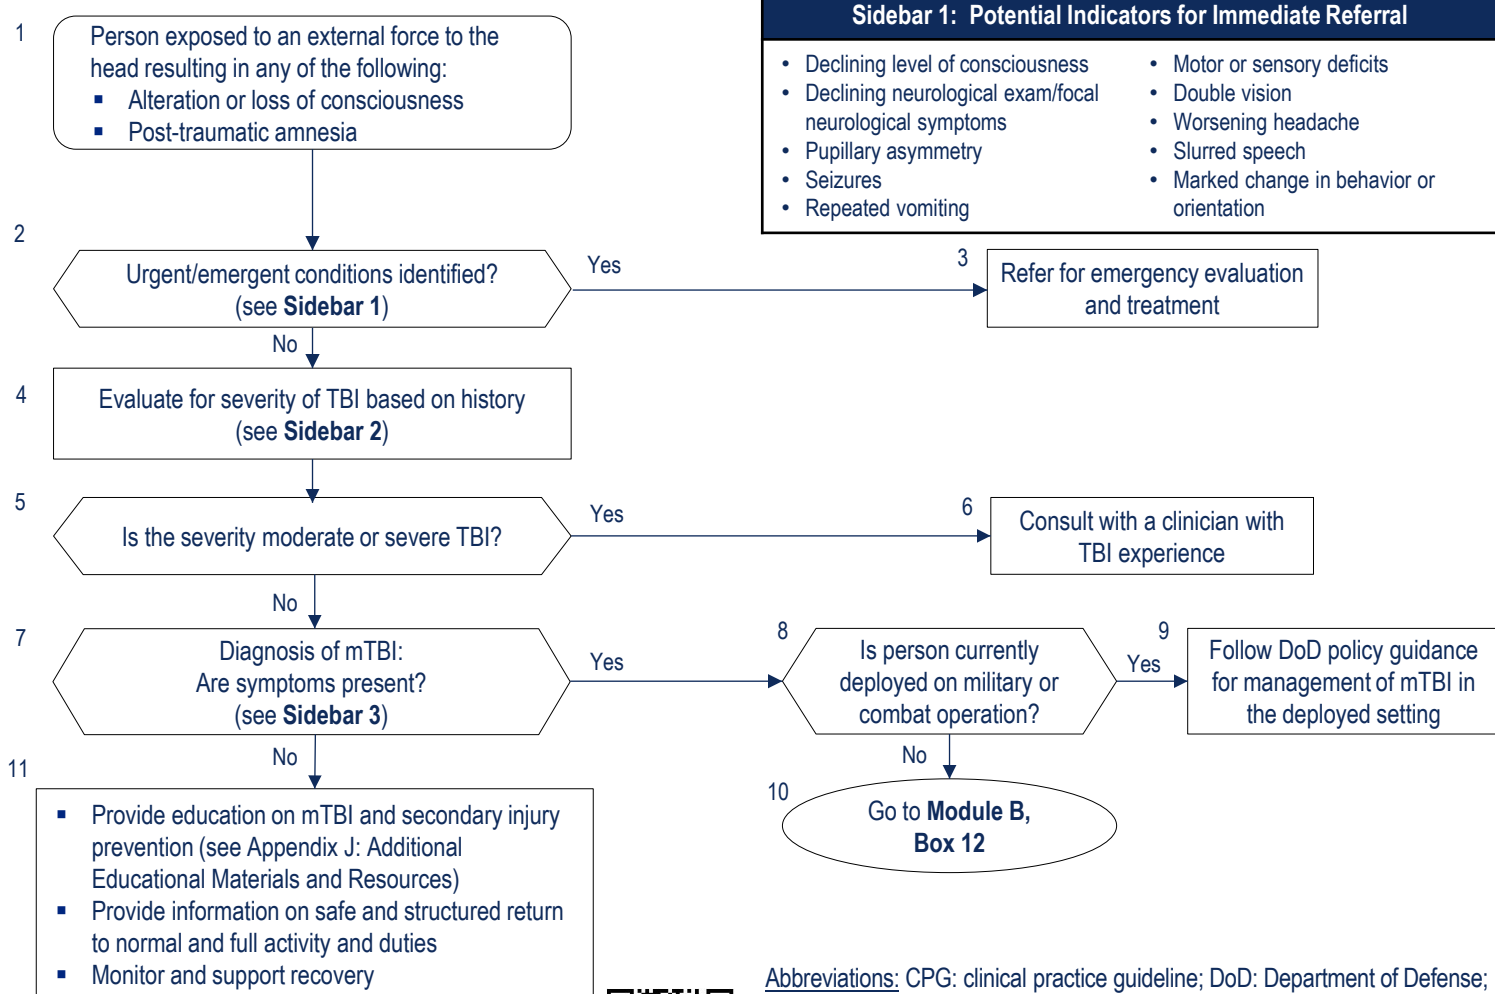 1
Person exposed to an external force to the
head resulting in any of the following:
▪ Alteration or loss of consciousness
▪ Post-traumatic amnesia
Sidebar 1: Potential Indicators for Immediate Referral
• Declining level of consciousness
• Declining neurological exam/focal
neurological symptoms
• Pupillary asymmetry
• Seizures
• Repeated vomiting
• Motor or sensory deficits
• Double vision
• Worsening headache
• Slurred speech
• Marked change in behavior or
orientation
2
Urgent/emergent conditions identified?
(see Sidebar 1)
Yes
3
Refer for emergency evaluation
and treatment
No
4
Evaluate for severity of TBI based on history
(see Sidebar 2)
5
Is the severity moderate or severe TBI?
Yes
6
Consult with a clinician with
TBI experience
No
7
Diagnosis of mTBI:
Are symptoms present?
(see Sidebar 3)
Yes
8
Is person currently
deployed on military or
combat operation?
Yes
9
Follow DoD policy guidance
for management of mTBI in
the deployed setting
No
10
Go to Module B,
Box 12
No
11
▪ Provide education on mTBI and secondary injury
prevention (see Appendix J: Additional
Educational Materials and Resources)
▪ Provide information on safe and structured return
to normal and full activity and duties
▪ Monitor and support recovery
Abbreviations: CPG: clinical practice guideline; DoD: Department of Defense;